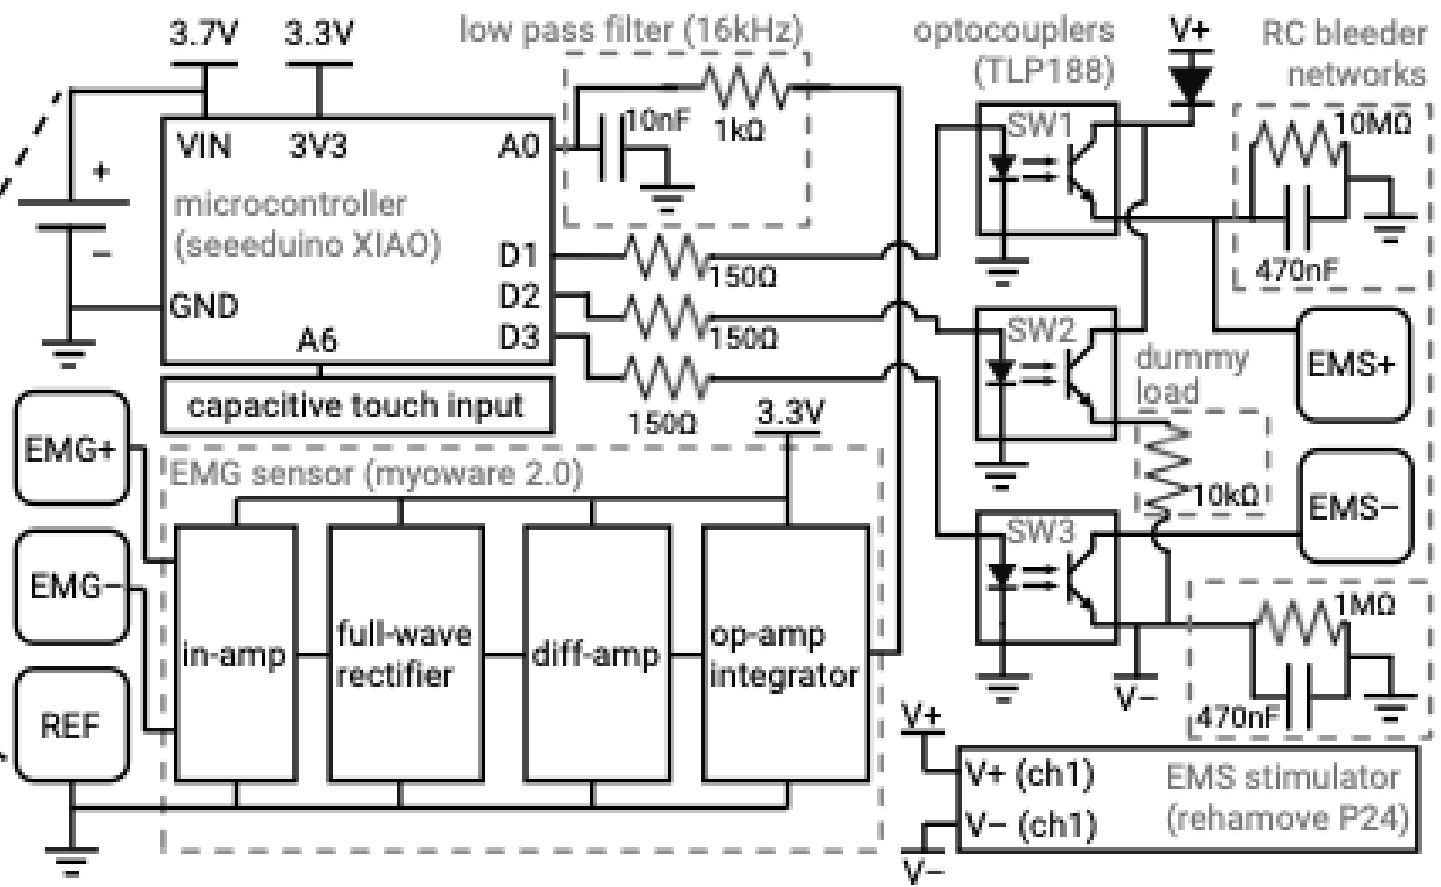 3.7V
3.3V
low pass filter (16kHz)
optocouplers
(TLP188)
V+
RC bleeder
networks
VIN
3V3
A0
10nF
1kΩ
SW1
10MΩ
microcontroller
(seeeduino XIAO)
+
−
D1
150Ω
470nF
GND
D2
D3
A6
150Ω
SW2
dummy
load
EMS+
capacitive touch input
150Ω
3.3V
EMG+
EMG sensor (myoware 2.0)
10kΩ
EMS−
SW3
EMG−
in-amp
full-wave
rectifier
diff-amp
op-amp
integrator
1MΩ
REF
V−
470nF
V+
V+ (ch1)
V− (ch1)
EMS stimulator
(rehamove P24)
V−